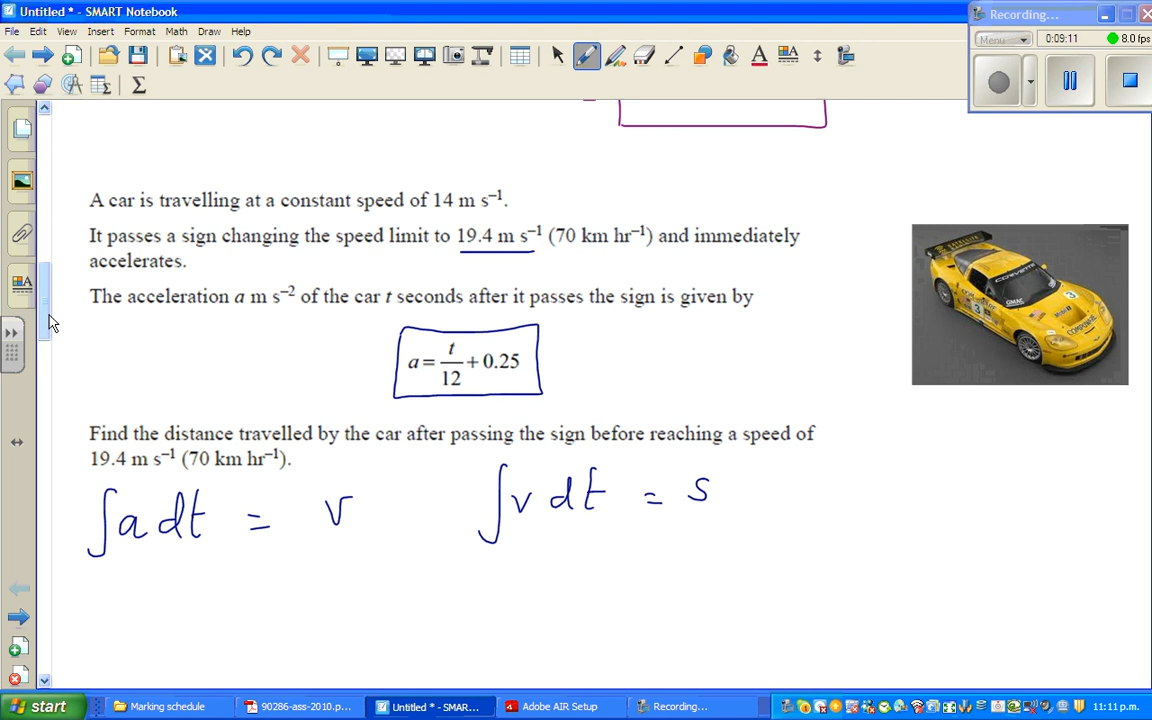 Untitled * - SMART Notebook
Recording...
File Edit View Insert Format Math Draw Help
Menu 0:09:11 8.0 fps
A car is travelling at a constant speed of 14 m s⁻¹.
It passes a sign changing the speed limit to 19.4 m s⁻¹ (70 km hr⁻¹) and immediately
accelerates.
The acceleration a m s⁻² of the car t seconds after it passes the sign is given by
a = t/12 + 0.25
Find the distance travelled by the car after passing the sign before reaching a speed of
19.4 m s⁻¹ (70 km hr⁻¹).
∫a dt = v ∫v dt = s
start Marking schedule 90286-ass-2010.p... Untitled * - SMAR... Adobe AIR Setup Recording... 11:11 p.m.